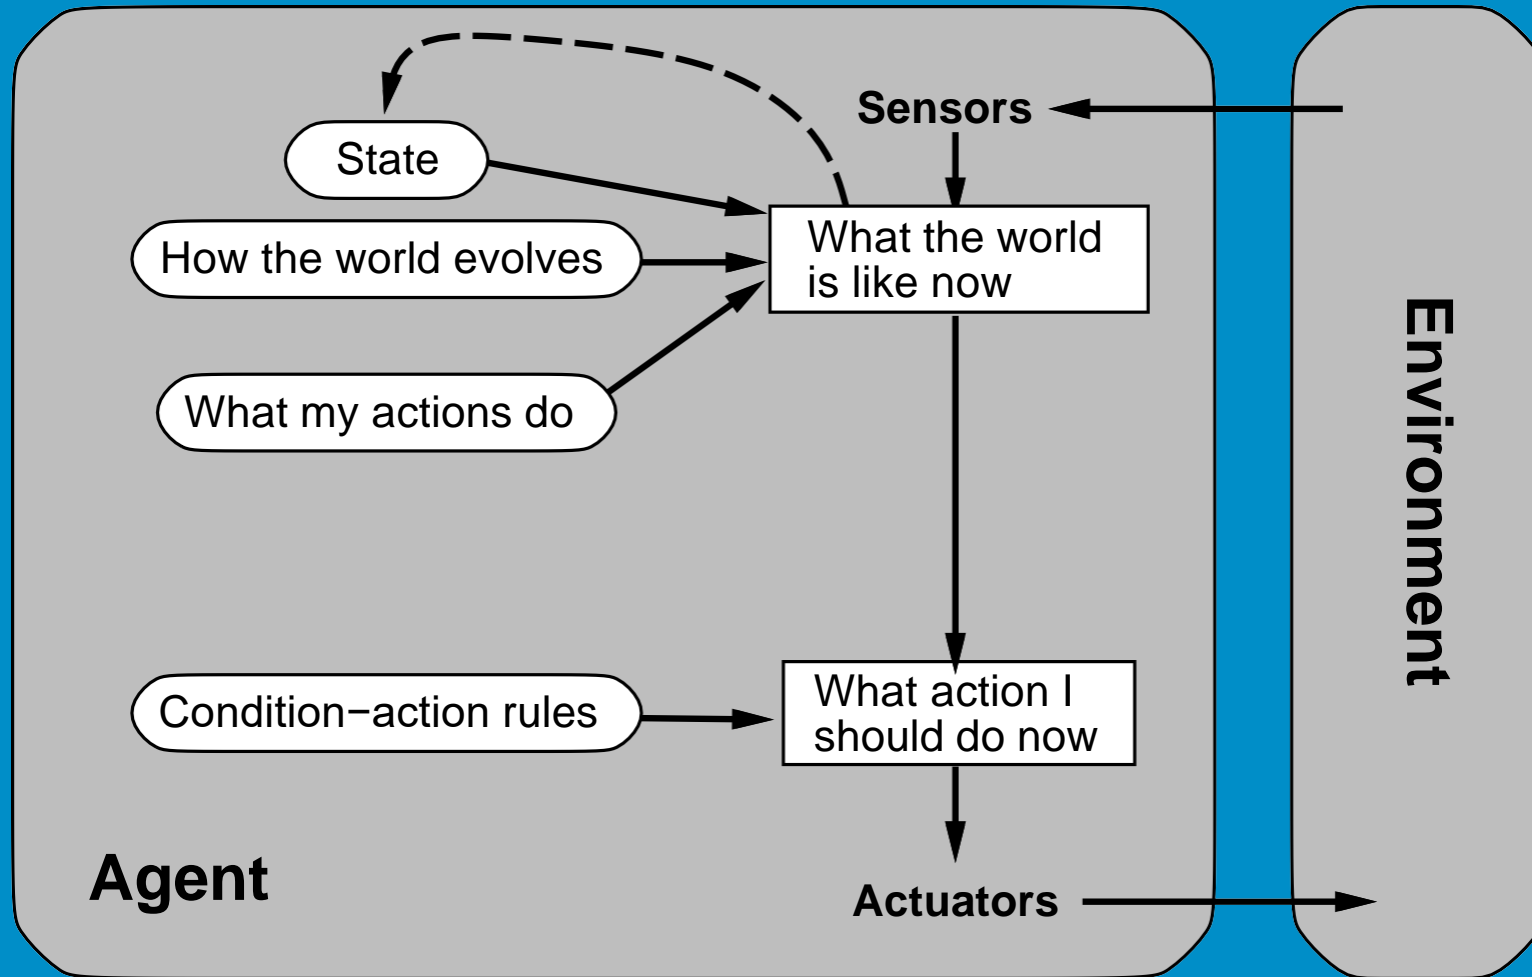 Sensors
State
What the world
is like now
How the world evolves
What my actions do
Environment
Condition−action rules
What action I
should do now
Agent
Actuators